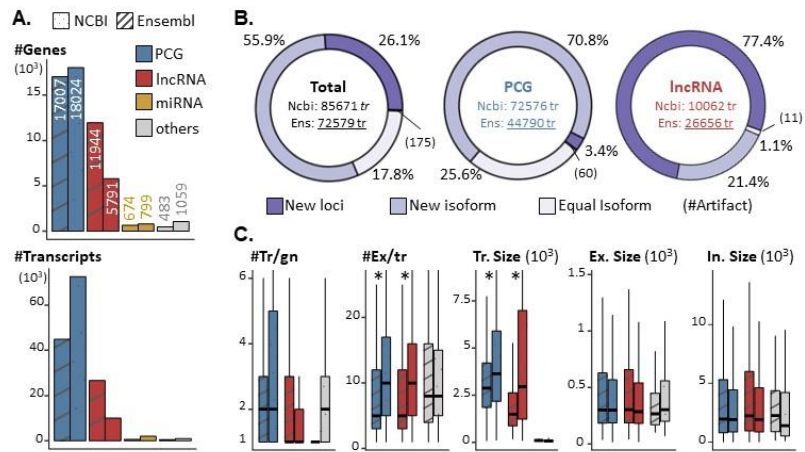 A.
NCBI
Ensembl
#Genes
(10³)
PCG
lncRNA
miRNA
others
15
10
5
0
17007
18024
11944
5791
674
799
483
1059
#Transcripts
(10³)
60
40
20
0
B.
55.9%
26.1%
Total
Ncbi: 85671 tr
Ens: 72579 tr
(175)
17.8%
70.8%
PCG
Ncbi: 72576 tr
Ens: 44790 tr
3.4%
(60)
25.6%
77.4%
lncRNA
Ncbi: 10062 tr
Ens: 26656 tr
(11)
1.1%
21.4%
New loci
New isoform
Equal Isoform
(#Artifact)
C.
#Tr/gn
6
4
2
1
#Ex/tr
* *
20
10
0
Tr. Size (10³)
* *
7.5
5
2.5
0
Ex. Size (10³)
1.5
1
0.5
0
In. Size (10³)
10
5
0